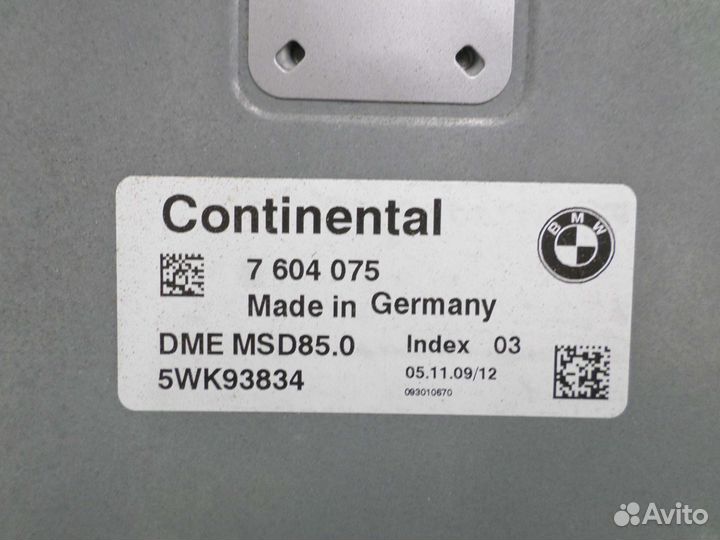 Continental
BMW
7 604 075
Made in Germany
DME MSD85.0 Index 03
5WK93834 05.11.09/12
093010670
Avito